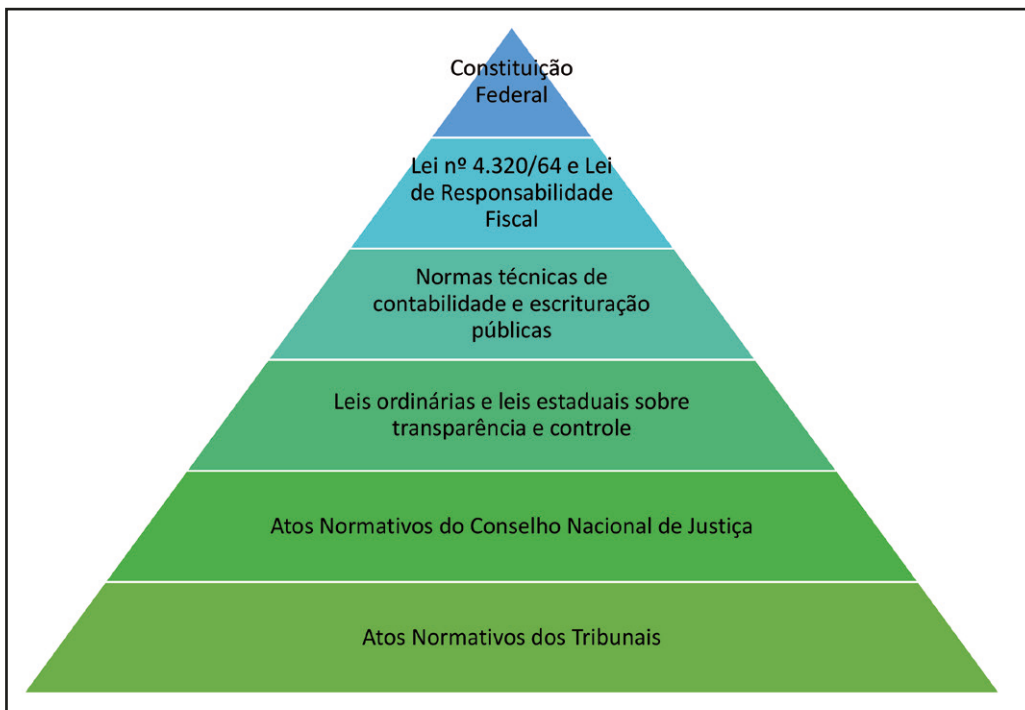 Constituição
Federal
Lei nº 4.320/64 e Lei
de Responsabilidade
Fiscal
Normas técnicas de
contabilidade e escrituração
públicas
Leis ordinárias e leis estaduais sobre
transparência e controle
Atos Normativos do Conselho Nacional de Justiça
Atos Normativos dos Tribunais